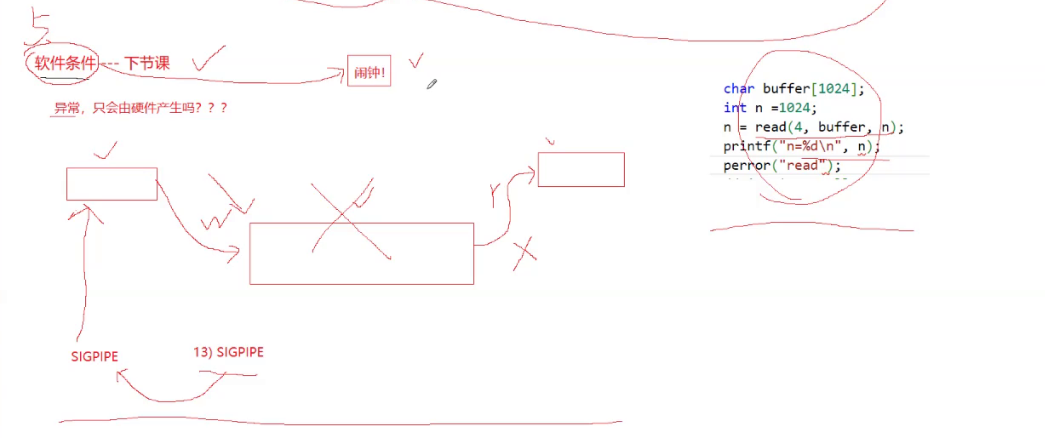 软件条件 --- 下节课
闹钟!
异常，只会由硬件产生吗？？？
W
r
SIGPIPE
13) SIGPIPE
char buffer[1024];
int n =1024;
n = read(4, buffer, n);
printf("n=%d\n", n);
perror("read");